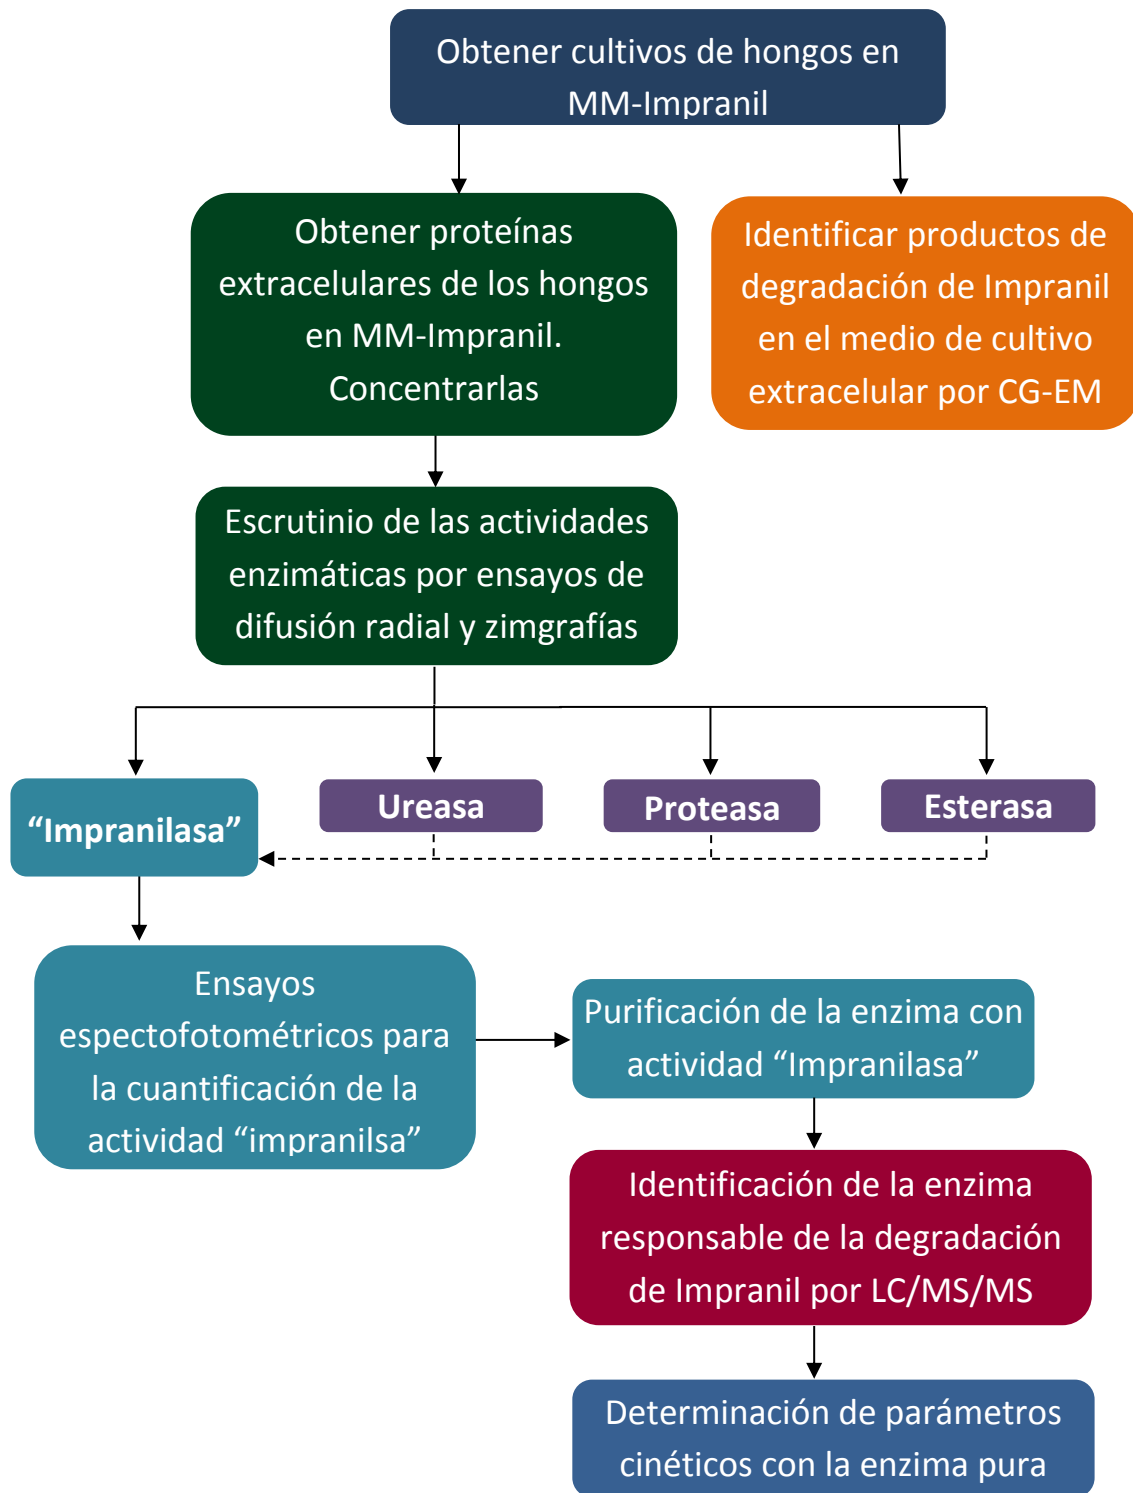 Obtener cultivos de hongos en
MM-Impranil
Obtener proteínas
extracelulares de los hongos
en MM-Impranil.
Concentrarlas
Identificar productos de
degradación de Impranil
en el medio de cultivo
extracelular por CG-EM
Escrutinio de las actividades
enzimáticas por ensayos de
difusión radial y zimgrafías
“Impranilasa”
Ureasa
Proteasa
Esterasa
Ensayos
espectofotométricos para
la cuantificación de la
actividad “impranilsa”
Purificación de la enzima con
actividad “Impranilasa”
Identificación de la enzima
responsable de la degradación
de Impranil por LC/MS/MS
Determinación de parámetros
cinéticos con la enzima pura